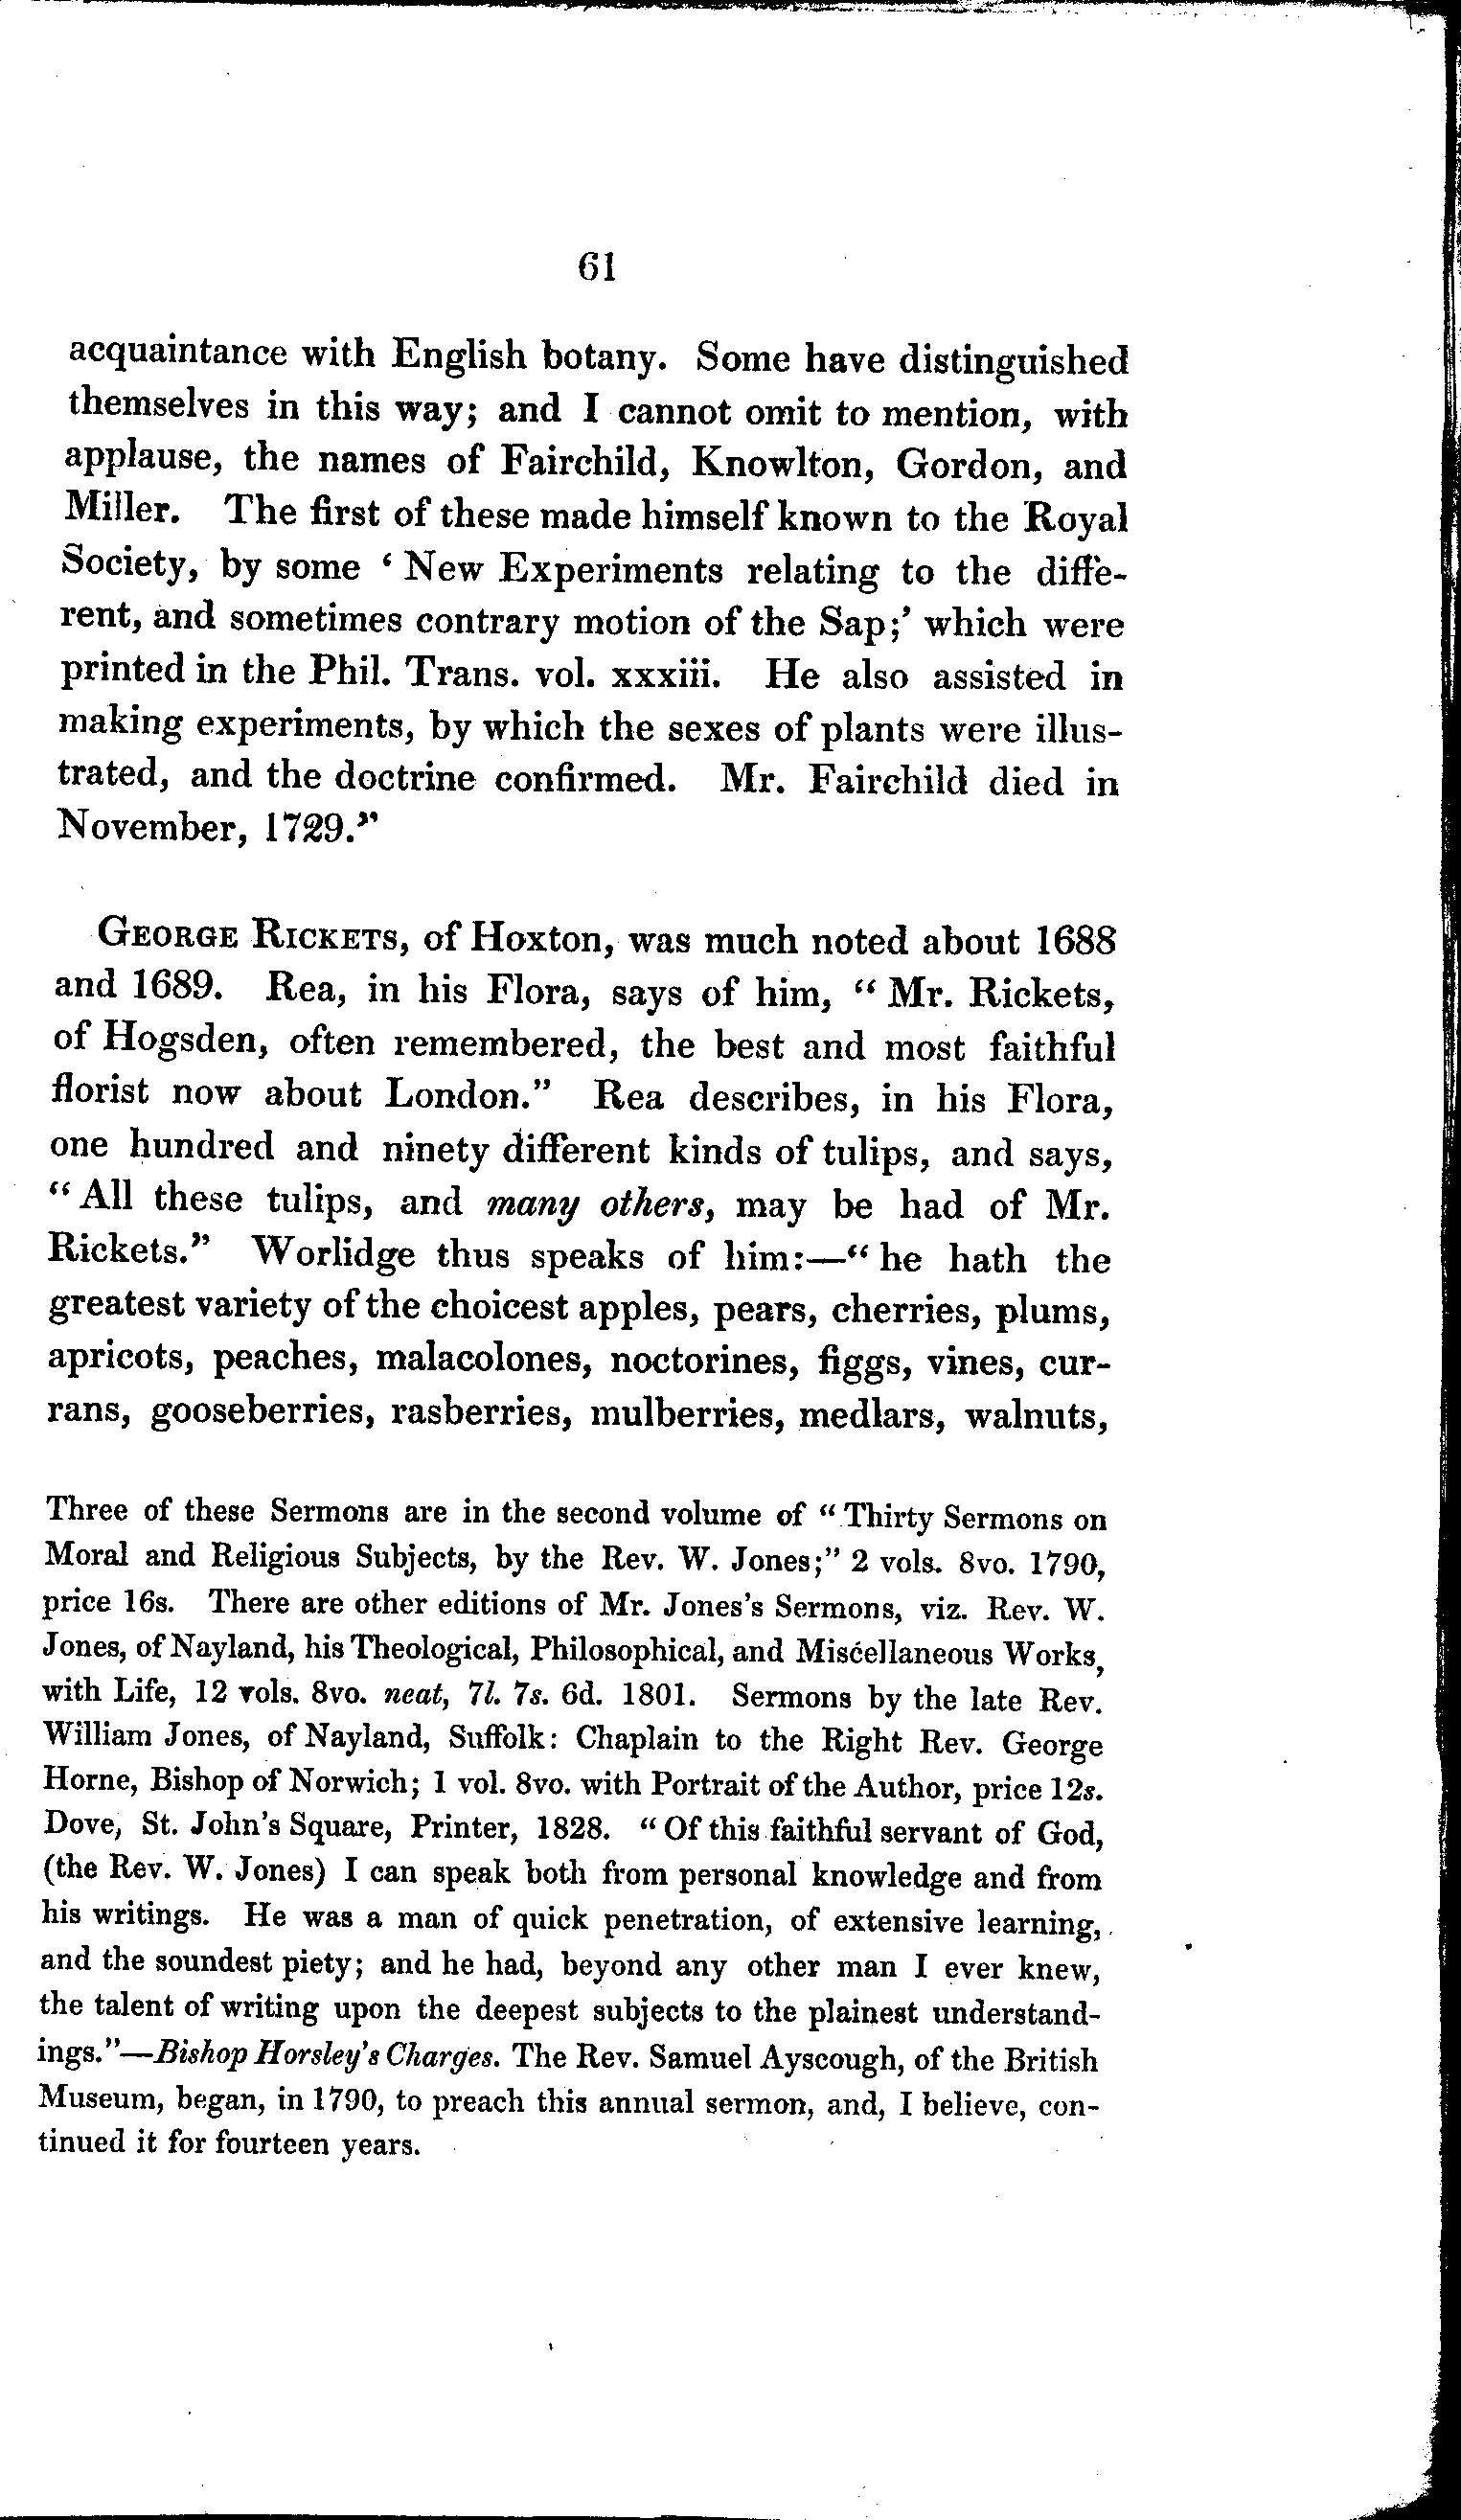 61
acquaintance with English botany. Some have distinguished
themselves in this way; and I cannot omit to mention, with
applause, the names of Fairchild, Knowlton, Gordon, and
Miller. The first of these made himself known to the Royal
Society, by some ‘ New Experiments relating to the diffe-
rent, and sometimes contrary motion of the Sap;’ which were
printed in the Phil. Trans. vol. xxxiii. He also assisted in
making experiments, by which the sexes of plants were illus-
trated, and the doctrine confirmed. Mr. Fairchild died in
November, 1729.”
GEORGE RICKETS, of Hoxton, was much noted about 1688
and 1689. Rea, in his Flora, says of him, “ Mr. Rickets,
of Hogsden, often remembered, the best and most faithful
florist now about London.” Rea describes, in his Flora,
one hundred and ninety different kinds of tulips, and says,
“ All these tulips, and many others, may be had of Mr.
Rickets.” Worlidge thus speaks of him:—“ he hath the
greatest variety of the choicest apples, pears, cherries, plums,
apricots, peaches, malacolones, noctorines, figgs, vines, cur-
rans, gooseberries, rasberries, mulberries, medlars, walnuts,
Three of these Sermons are in the second volume of “ Thirty Sermons on
Moral and Religious Subjects, by the Rev. W. Jones;” 2 vols. 8vo. 1790,
price 16s. There are other editions of Mr. Jones's Sermons, viz. Rev. W.
Jones, of Nayland, his Theological, Philosophical, and Miscellaneous Works,
with Life, 12 vols. 8vo. neat, 7l. 7s. 6d. 1801. Sermons by the late Rev.
William Jones, of Nayland, Suffolk: Chaplain to the Right Rev. George
Horne, Bishop of Norwich; 1 vol. 8vo. with Portrait of the Author, price 12s.
Dove, St. John's Square, Printer, 1828. “ Of this faithful servant of God,
(the Rev. W. Jones) I can speak both from personal knowledge and from
his writings. He was a man of quick penetration, of extensive learning,
and the soundest piety; and he had, beyond any other man I ever knew,
the talent of writing upon the deepest subjects to the plainest understand-
ings.”—Bishop Horsley's Charges. The Rev. Samuel Ayscough, of the British
Museum, began, in 1790, to preach this annual sermon, and, I believe, con-
tinued it for fourteen years.